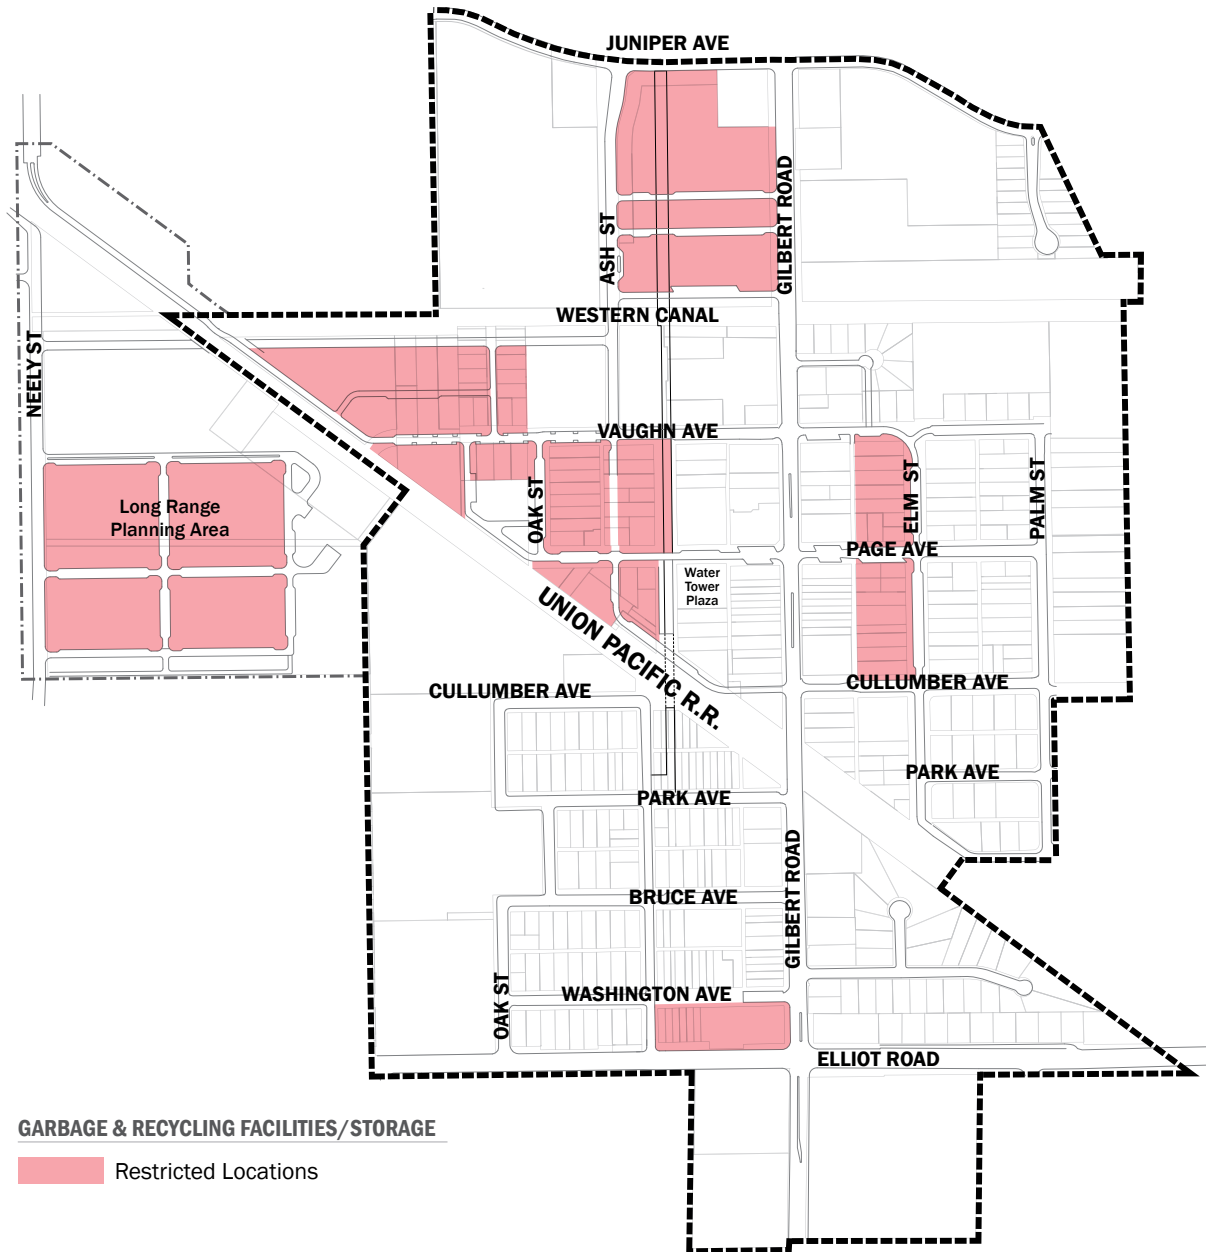 JUNIPER AVE
GILBERT ROAD
ASH ST
WESTERN CANAL
NEELY ST
VAUGHN AVE
OAK ST
ELM ST
PALM ST
Long Range
Planning Area
PAGE AVE
Water
Tower
Plaza
UNION PACIFIC R.R.
CULLUMBER AVE
CULLUMBER AVE
PARK AVE
PARK AVE
GILBERT ROAD
BRUCE AVE
OAK ST
WASHINGTON AVE
ELLIOT ROAD
GARBAGE & RECYCLING FACILITIES/STORAGE
Restricted Locations